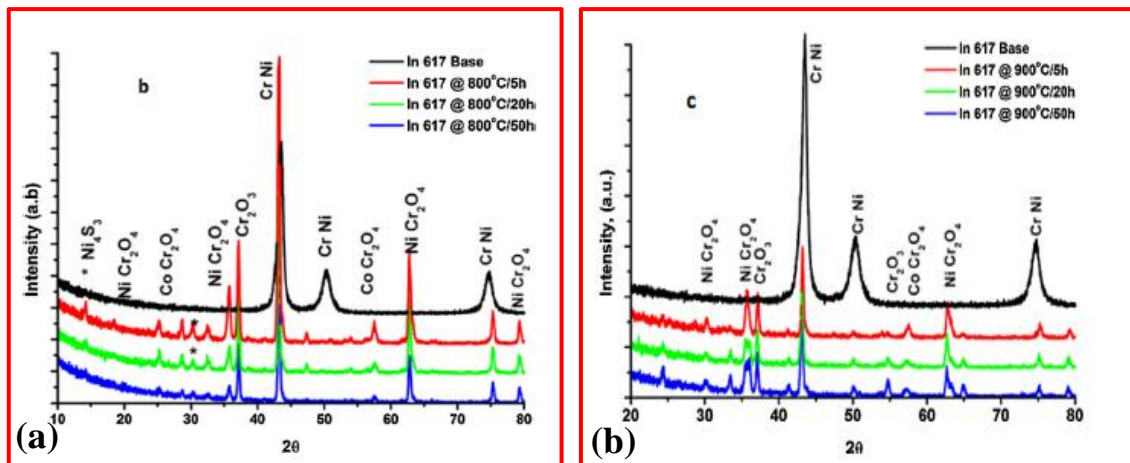 b
In 617 Base
In 617 @ 800°C/5h
In 617 @ 800°C/20h
In 617 @ 800°C/50h
Intensity (a.b)
* Ni₄S₃
Ni Cr₂O₄
Co Cr₂O₄
Ni Cr₂O₄
Cr₂O₃
Cr Ni
Cr Ni
Co Cr₂O₄
Ni Cr₂O₄
Cr Ni
Ni Cr₂O₄
*
*
10 20 30 40 50 60 70 80
2θ
(a)
c
In 617 Base
In 617 @ 900°C/5h
In 617 @ 900°C/20h
In 617 @ 900°C/50h
Intensity, (a.u.)
Ni Cr₂O₄
Ni Cr₂O₄
Cr₂O₃
Cr Ni
Cr Ni
Cr₂O₃
Co Cr₂O₄
Ni Cr₂O₄
Cr Ni
20 30 40 50 60 70 80
2θ
(b)